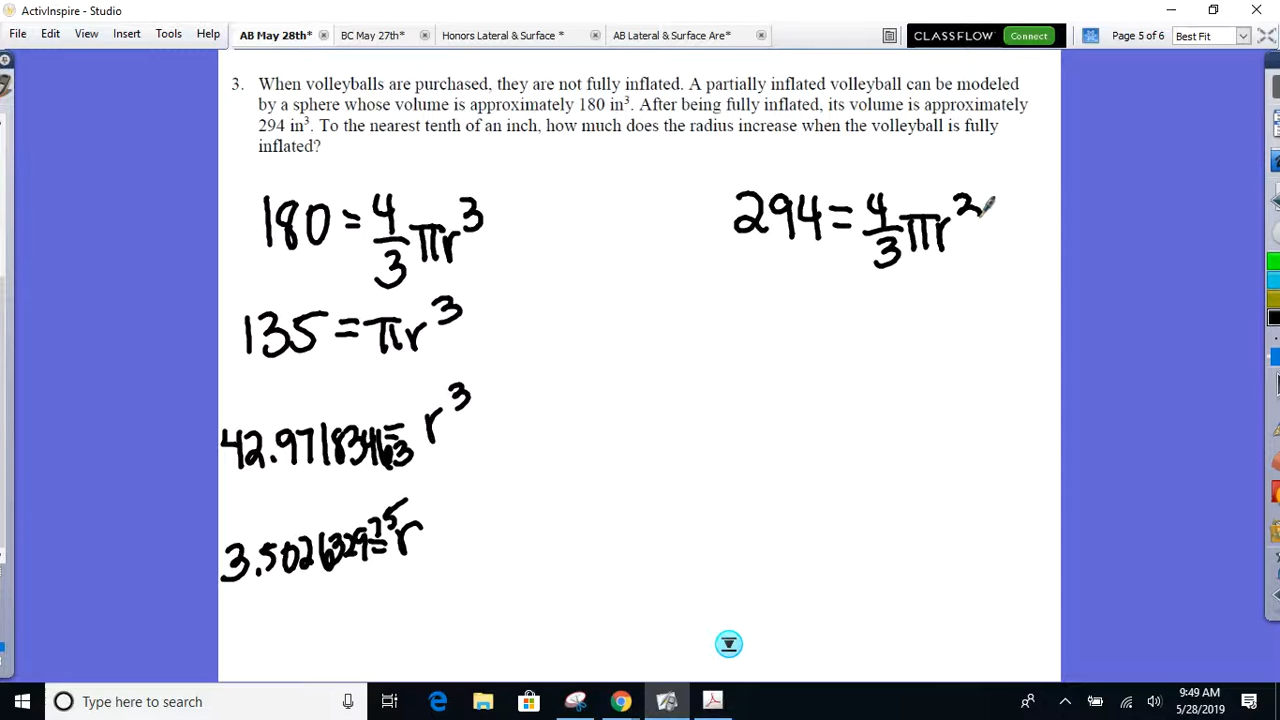 ActivInspire - Studio
File Edit View Insert Tools Help
AB May 28th* BC May 27th* Honors Lateral & Surface * AB Lateral & Surface Are*
CLASSFLOW Connect
Page 5 of 6 Best Fit
3. When volleyballs are purchased, they are not fully inflated. A partially inflated volleyball can be modeled
by a sphere whose volume is approximately 180 in³. After being fully inflated, its volume is approximately
294 in³. To the nearest tenth of an inch, how much does the radius increase when the volleyball is fully
inflated?
180 = 4/3 πr³
135 = πr³
42.97183463 = r³
3.502632975 = r
294 = 4/3 πr
Type here to search
9:49 AM
5/28/2019